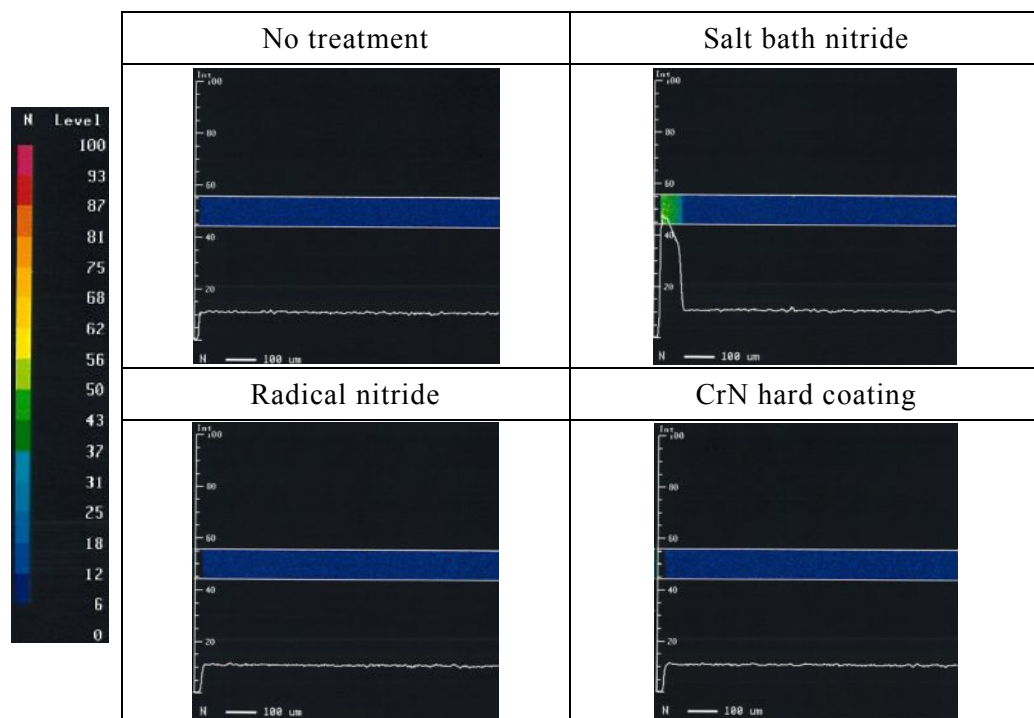 No treatment
Salt bath nitride
Int
100
80
60
40
20
N 100 um
Int
100
80
60
40
20
N 100 um
N Level
100
93
87
81
75
68
62
56
50
43
37
31
25
18
12
6
0
Radical nitride
CrN hard coating
Int
100
80
60
40
20
N 100 um
Int
100
80
60
40
20
N 100 um